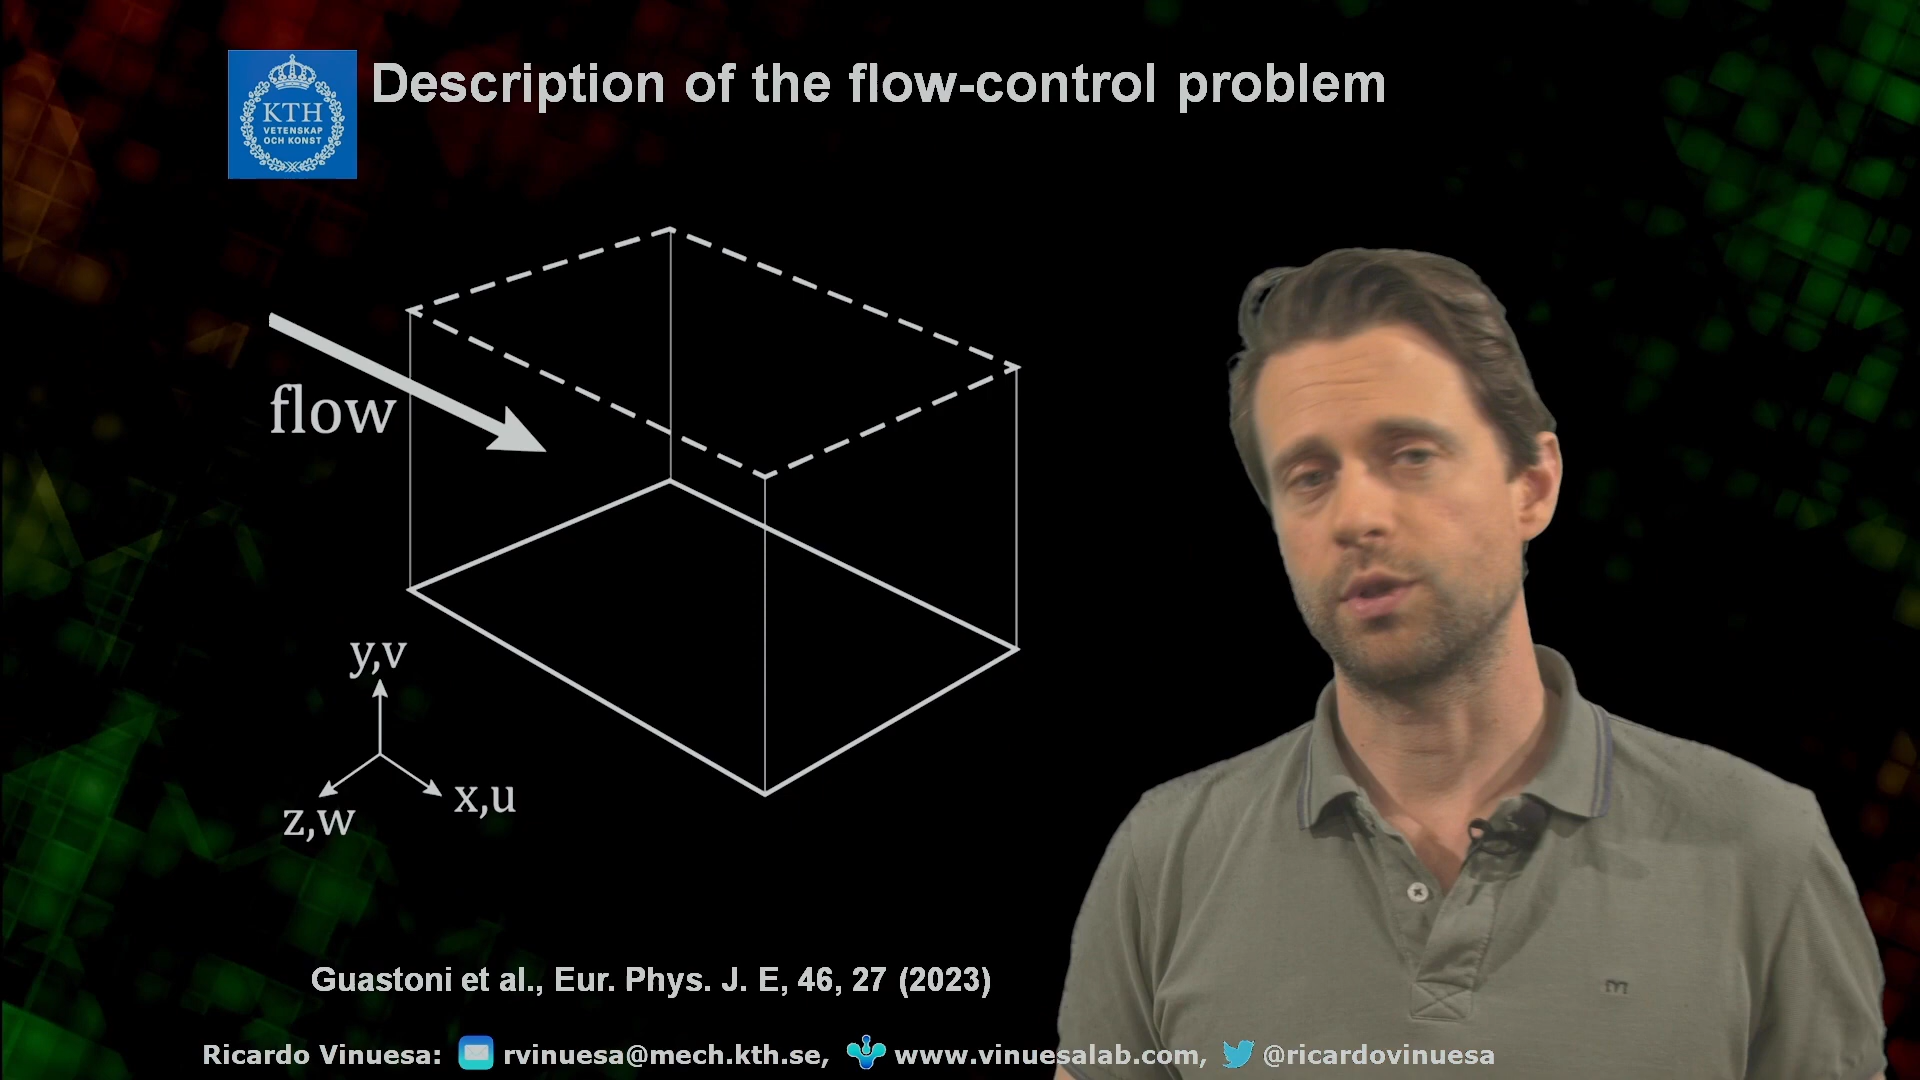 KTH
VETENSKAP
OCH KONST
Description of the flow-control problem
flow
y,v
x,u
z,w
Guastoni et al., Eur. Phys. J. E, 46, 27 (2023)
Ricardo Vinuesa: rvinuesa@mech.kth.se, www.vinuesalab.com, @ricardovinuesa